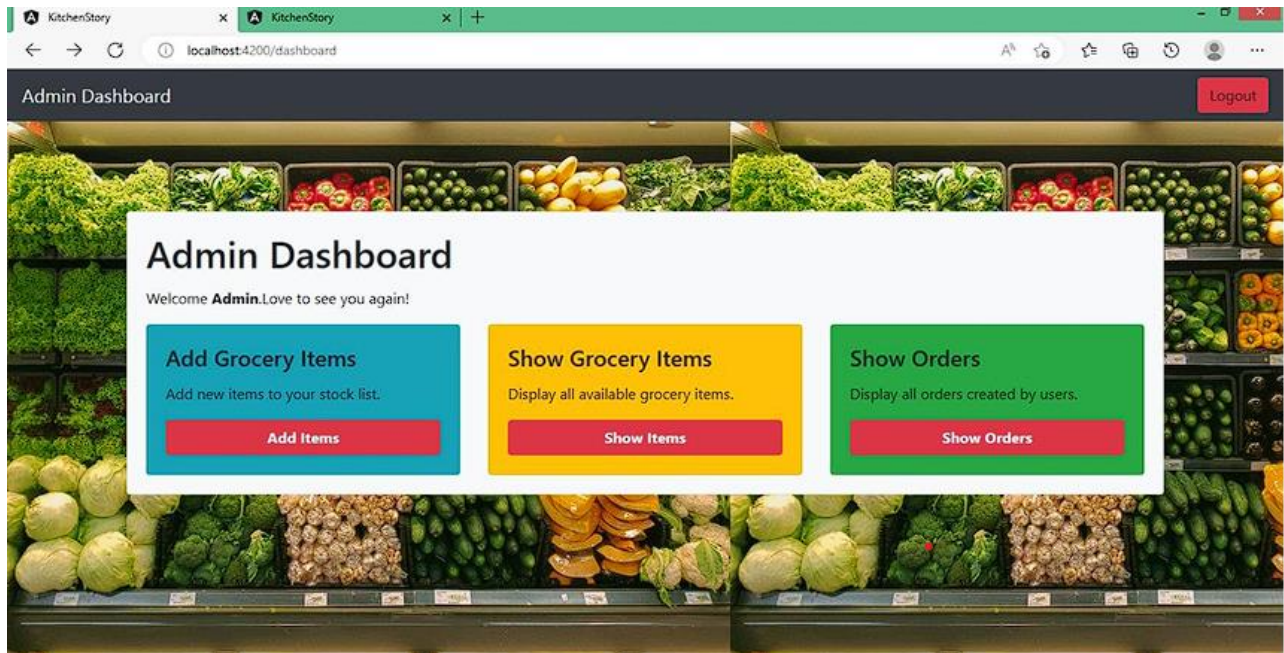 KitchenStory
KitchenStory
localhost:4200/dashboard
Admin Dashboard
Logout
Admin Dashboard
Welcome Admin.Love to see you again!
Add Grocery Items
Add new items to your stock list.
Add Items
Show Grocery Items
Display all available grocery items.
Show Items
Show Orders
Display all orders created by users.
Show Orders